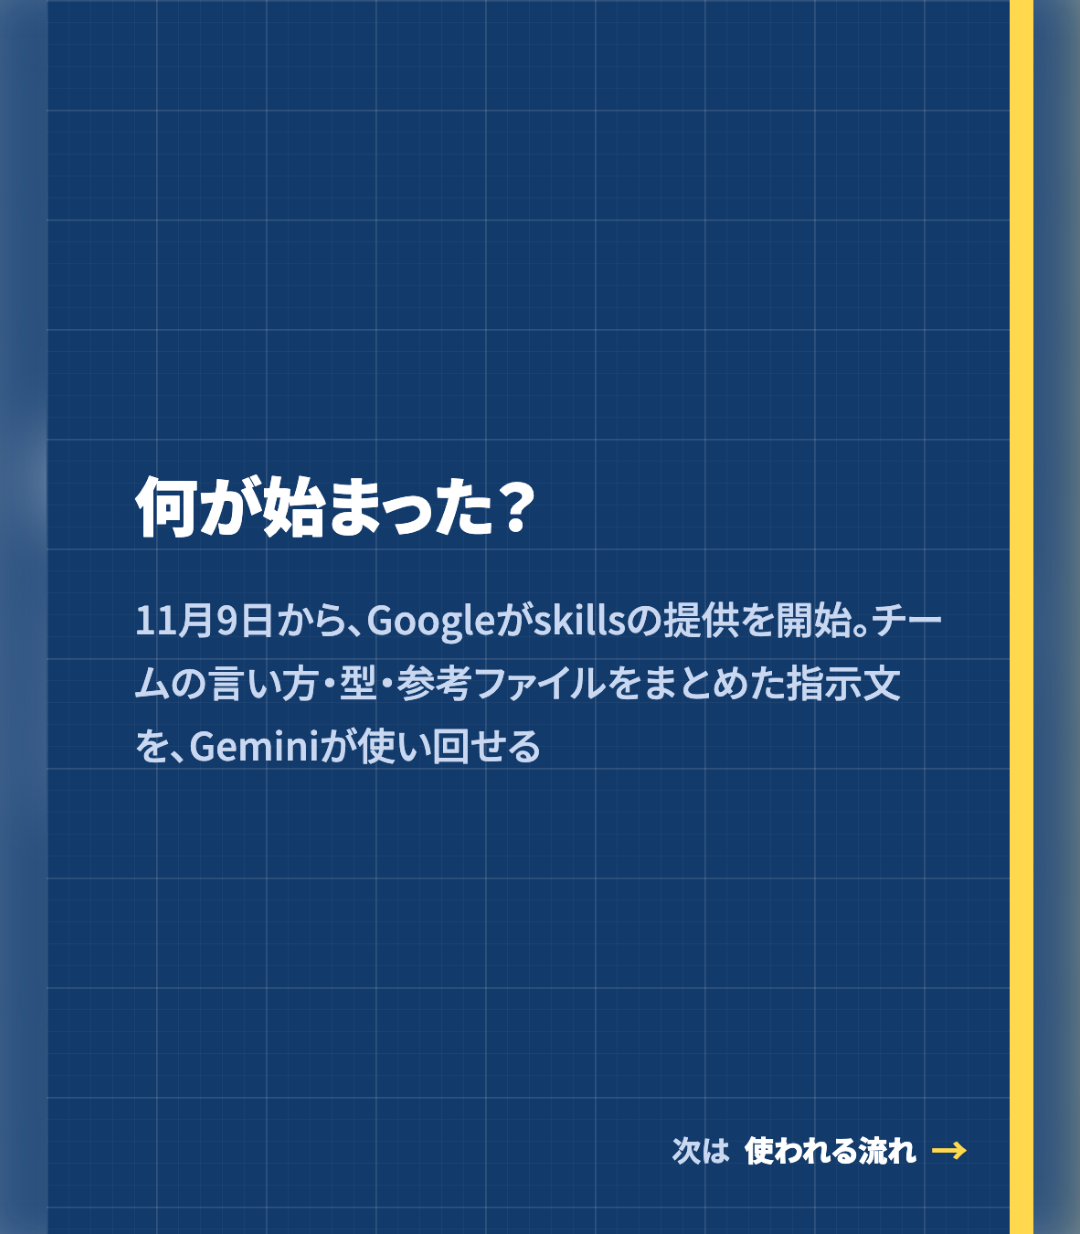 何が始まった？
11月9日から、Googleがskillsの提供を開始。チー
ムの言い方・型・参考ファイルをまとめた指示文
を、Geminiが使い回せる
次は 使われる流れ →